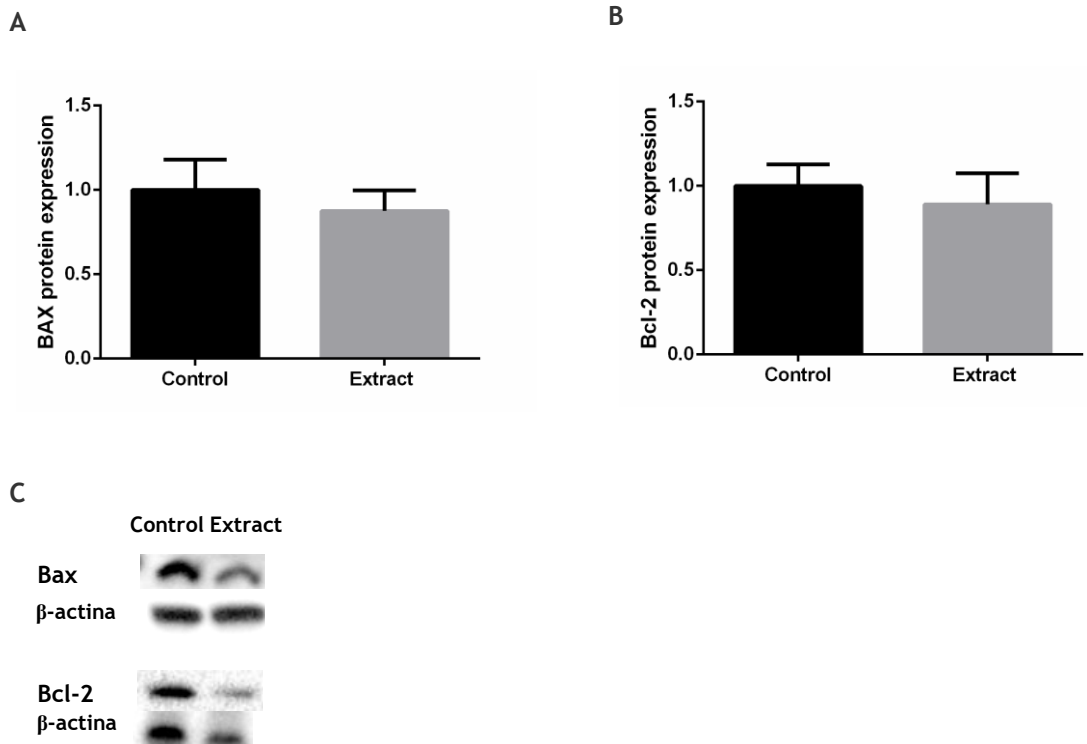 A
BAX protein expression
1.5
1.0
0.5
0.0
Control
Extract
B
Bcl-2 protein expression
1.5
1.0
0.5
0.0
Control
Extract
C
Control Extract
Bax
β-actina
Bcl-2
β-actina